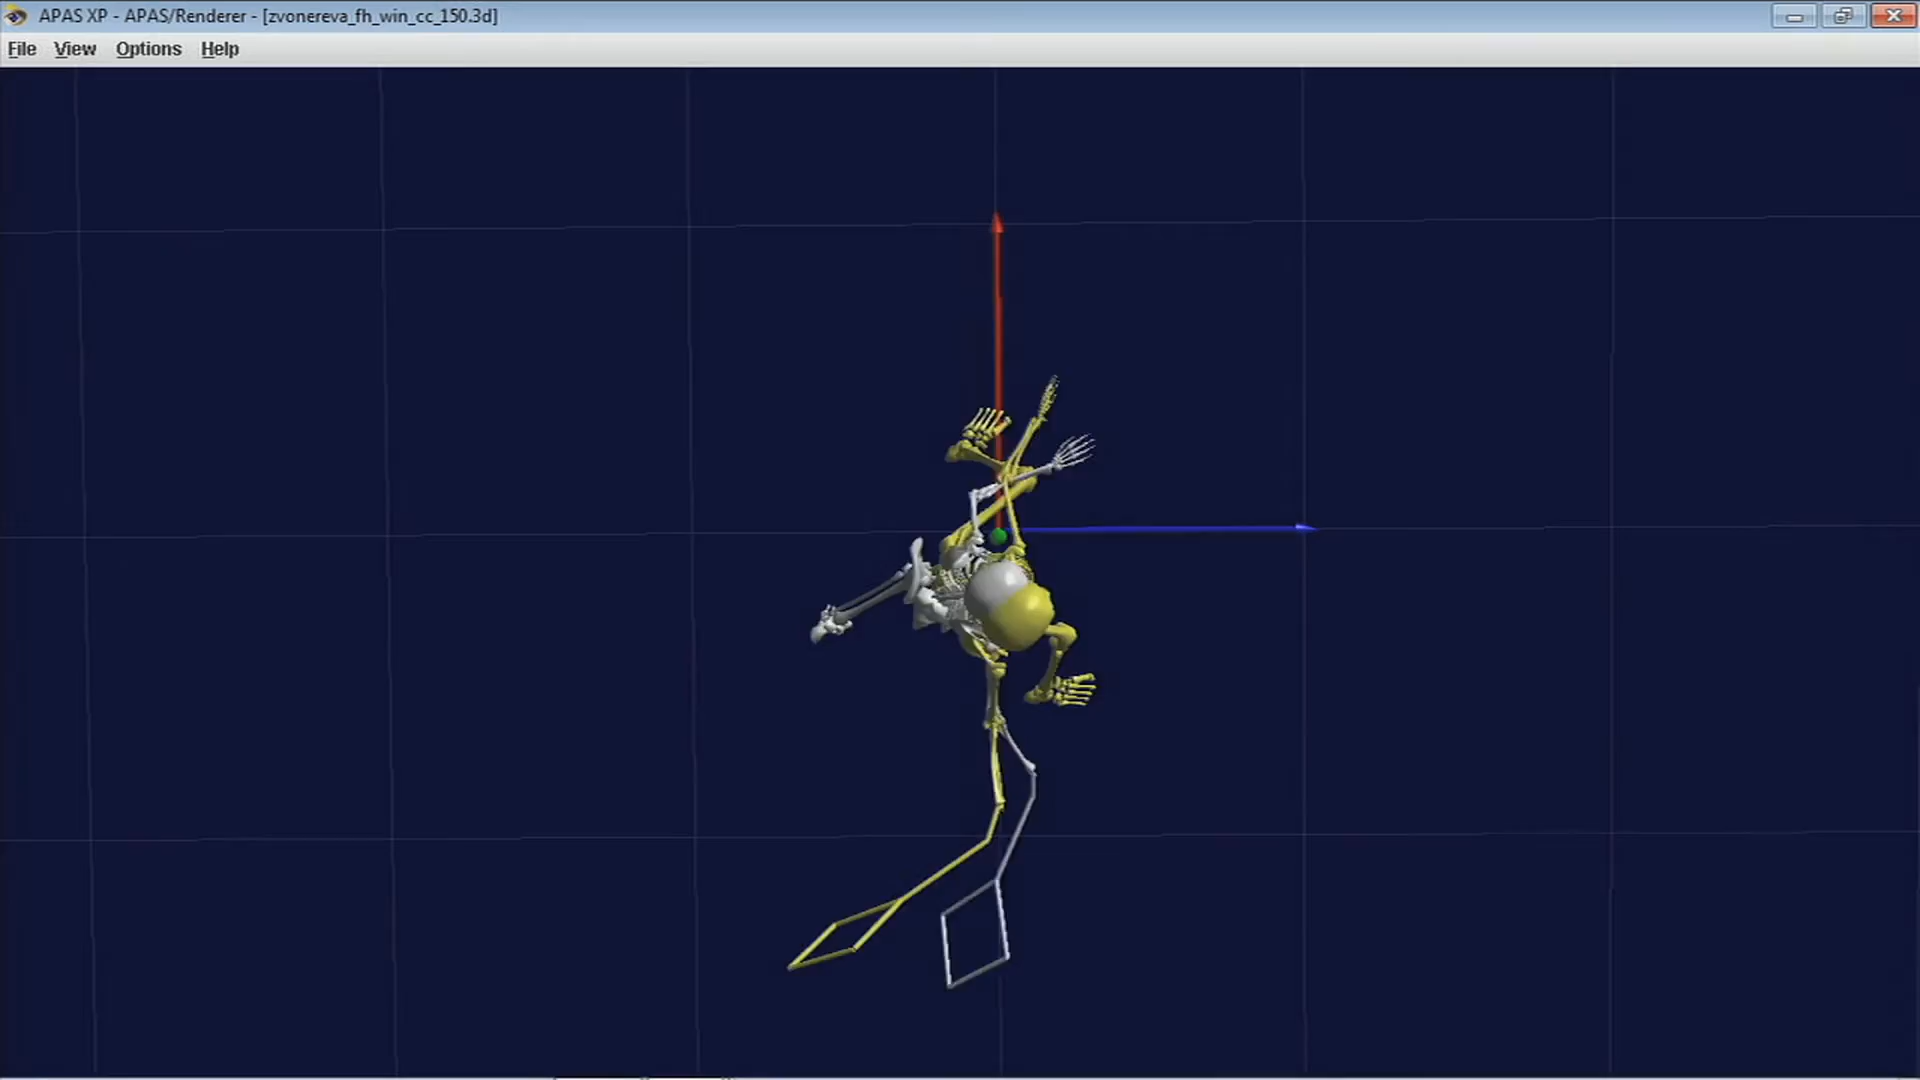 APAS XP - APAS/Renderer - [zvonereva_fh_win_cc_150.3d]
File View Options Help